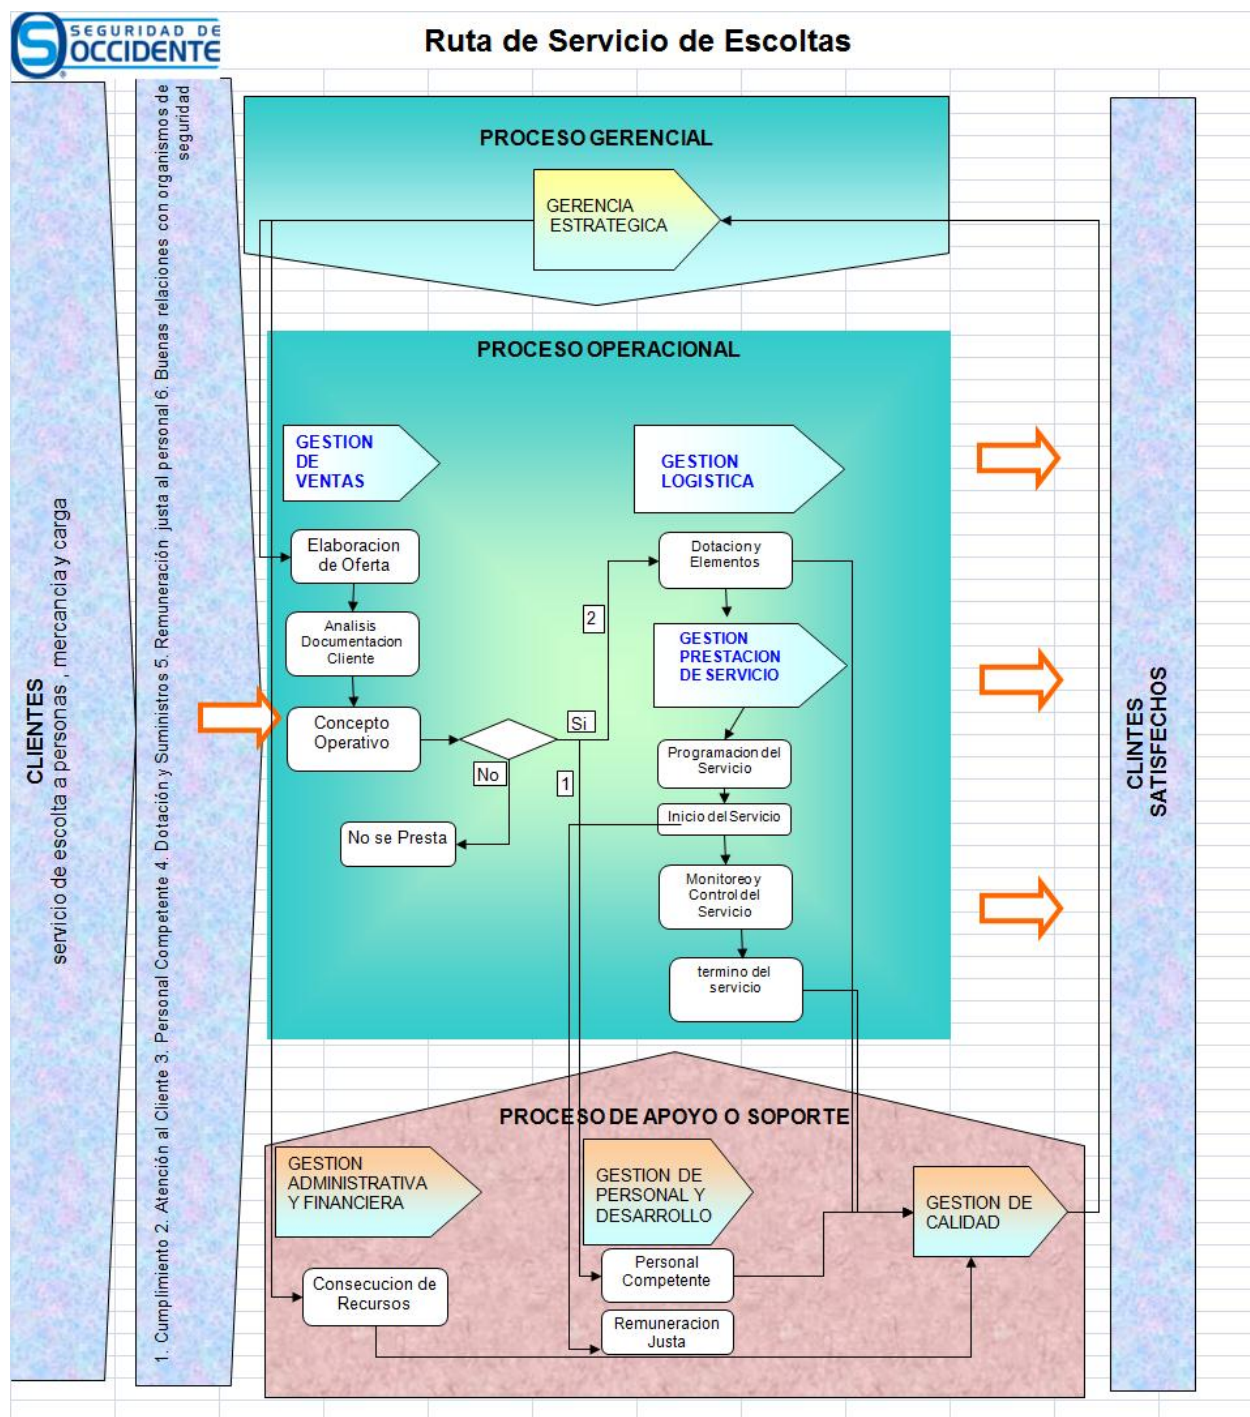 SEGURIDAD DE
OCCIDENTE
Ruta de Servicio de Escoltas
CLIENTES
servicio de escolta a personas , mercancia y carga
1. Cumplimiento 2. Atención al Cliente 3. Personal Competente 4. Dotación y Suministros 5. Remuneración justa al personal 6. Buenas relaciones con organismos de
seguridad
PROCESO GERENCIAL
GERENCIA
ESTRATEGICA
PROCESO OPERACIONAL
GESTION
DE
VENTAS
Elaboracion
de Oferta
Analisis
Documentacion
Cliente
Concepto
Operativo
No
No se Presta
Si
1
2
GESTION
LOGISTICA
Dotacion y
Elementos
GESTION
PRESTACION
DE SERVICIO
Programacion del
Servicio
Inicio del Servicio
Monitoreo y
Control del
Servicio
termino del
servicio
PROCESO DE APOYO O SOPORTE
GESTION
ADMINISTRATIVA
Y FINANCIERA
Consecucion de
Recursos
GESTION DE
PERSONAL Y
DESARROLLO
Personal
Competente
Remuneracion
Justa
GESTION DE
CALIDAD
CLINTES
SATISFECHOS